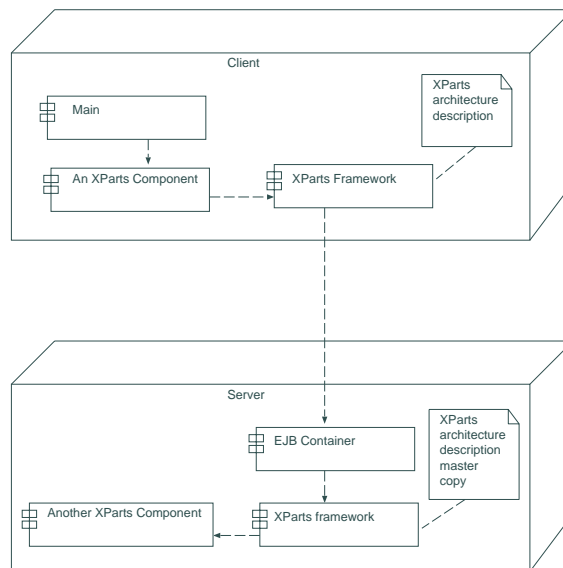 Client
XParts
architecture
description
Main
An XParts Component
XParts Framework
Server
XParts
architecture
description
master
copy
EJB Container
Another XParts Component
XParts framework